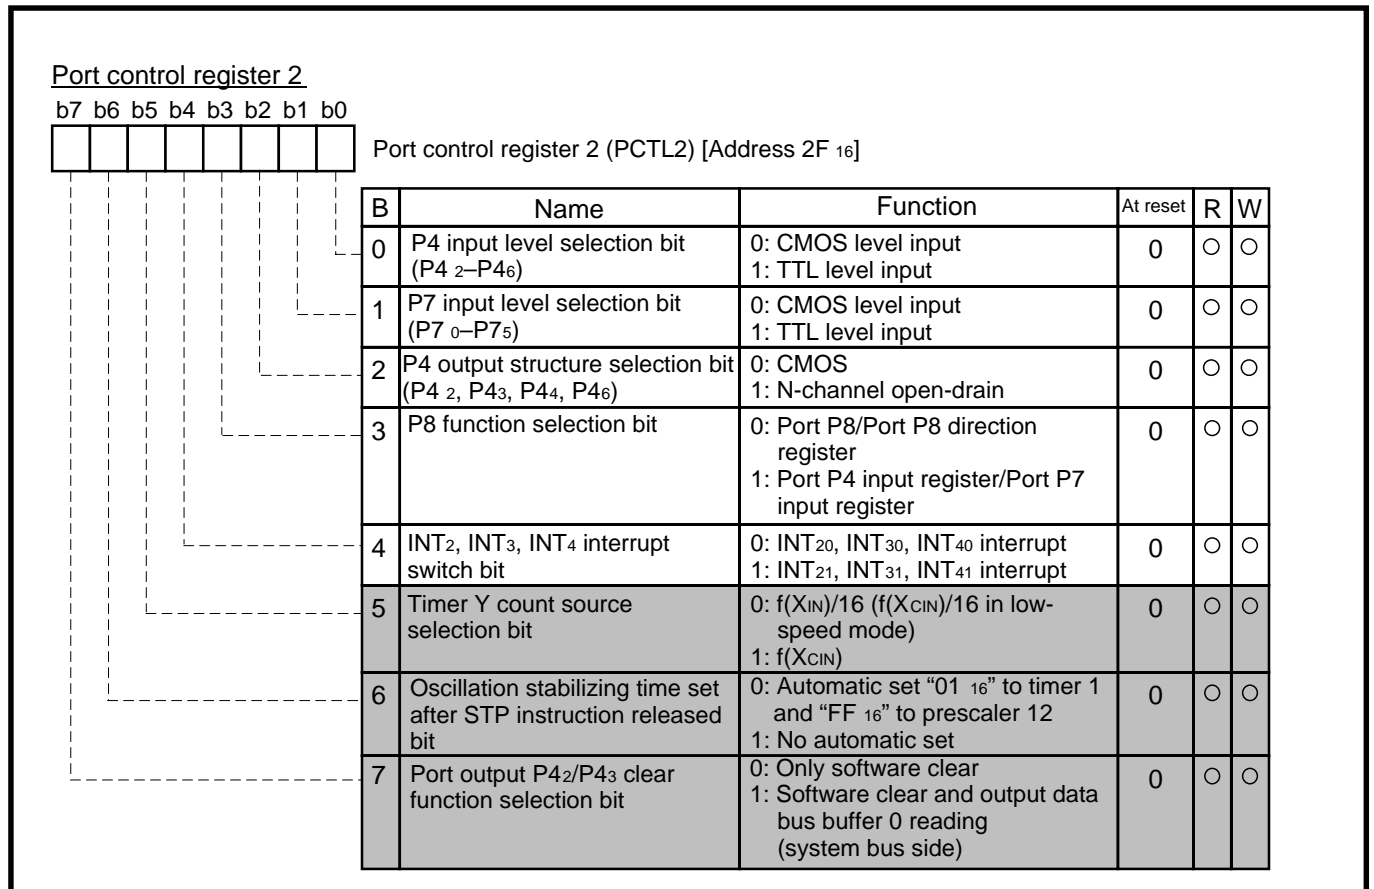 Port control register 2
b7 b6 b5 b4 b3 b2 b1 b0
Port control register 2 (PCTL2) [Address 2F 16]
B Name Function At reset R W
0 P4 input level selection bit 0: CMOS level input 0 ○ ○
(P4 2–P46) 1: TTL level input
1 P7 input level selection bit 0: CMOS level input 0 ○ ○
(P7 0–P75) 1: TTL level input
2 P4 output structure selection bit 0: CMOS 0 ○ ○
(P4 2, P43, P44, P46) 1: N-channel open-drain
3 P8 function selection bit 0: Port P8/Port P8 direction 0 ○ ○
register
1: Port P4 input register/Port P7
input register
4 INT2, INT3, INT4 interrupt 0: INT20, INT30, INT40 interrupt 0 ○ ○
switch bit 1: INT21, INT31, INT41 interrupt
5 Timer Y count source 0: f(XIN)/16 (f(XCIN)/16 in low- 0 ○ ○
selection bit speed mode)
1: f(XCIN)
6 Oscillation stabilizing time set 0: Automatic set “01 16” to timer 1 0 ○ ○
after STP instruction released and “FF 16” to prescaler 12
bit 1: No automatic set
7 Port output P42/P43 clear 0: Only software clear 0 ○ ○
function selection bit 1: Software clear and output data
bus buffer 0 reading
(system bus side)